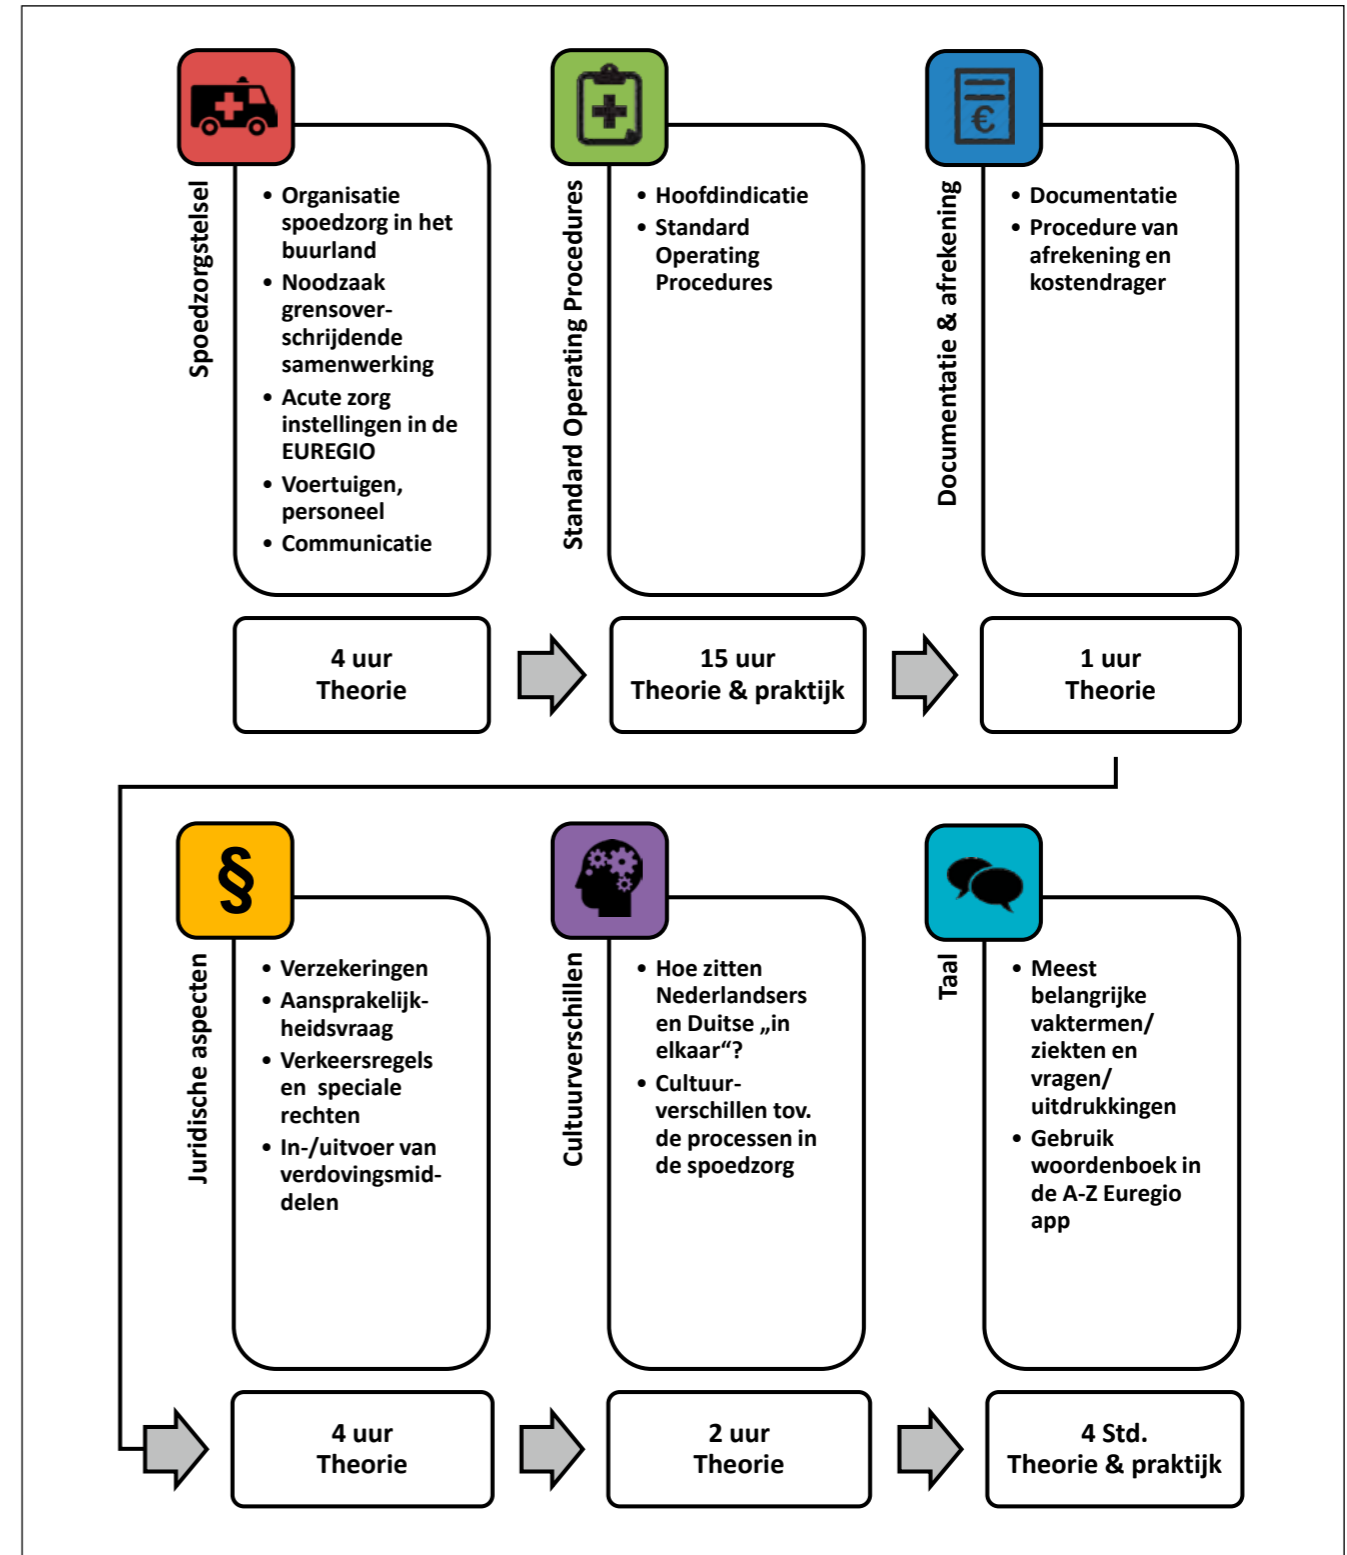 Spoedzorgstelsel
• Organisatie
spoedzorg in het
buurland
• Noodzaak
grensover-
schrijdende
samenwerking
• Acute zorg
instellingen in de
EUREGIO
• Voertuigen,
personeel
• Communicatie
4 uur
Theorie
Standard Operating Procedures
• Hoofdindicatie
• Standard
Operating
Procedures
15 uur
Theorie & praktijk
Documentatie & afrekening
€
• Documentatie
• Procedure van
afrekening en
kostendrager
1 uur
Theorie
§
Juridische aspecten
• Verzekeringen
• Aansprakelijk-
heidsvraag
• Verkeersregels
en speciale
rechten
• In-/uitvoer van
verdovingsmid-
delen
4 uur
Theorie
Cultuurverschillen
• Hoe zitten
Nederlandsers
en Duitse „in
elkaar“?
• Cultuur-
verschillen tov.
de processen in
de spoedzorg
2 uur
Theorie
Taal
• Meest
belangrijke
vaktermen/
ziekten en
vragen/
uitdrukkingen
• Gebruik
woordenboek in
de A-Z Euregio
app
4 Std.
Theorie & praktijk